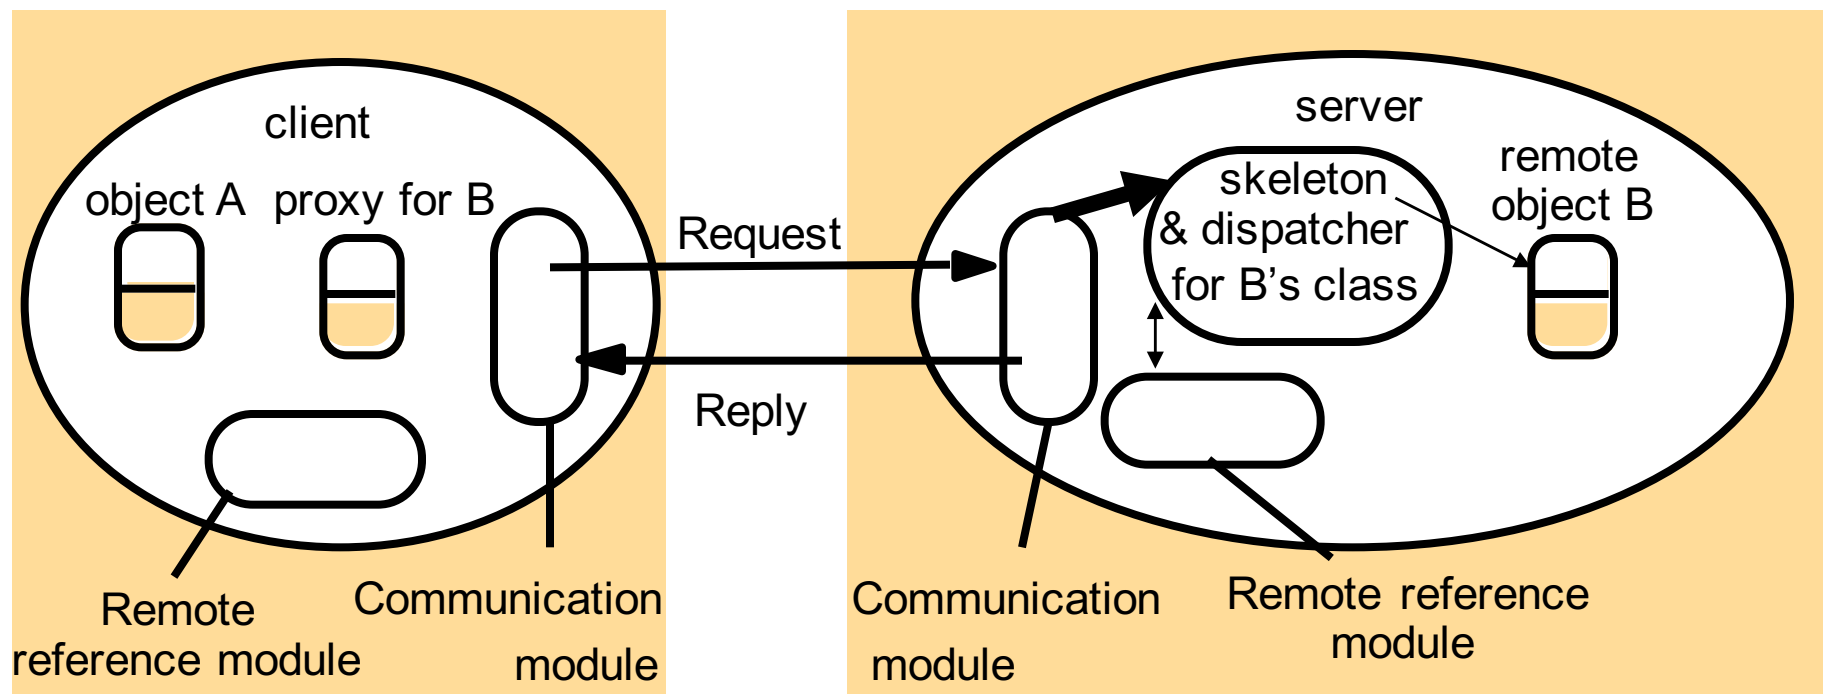 client
object A
proxy for B
Request
Reply
Remote
reference module
Communication
module
server
skeleton
& dispatcher
for B’s class
remote
object B
Communication
module
Remote reference
module